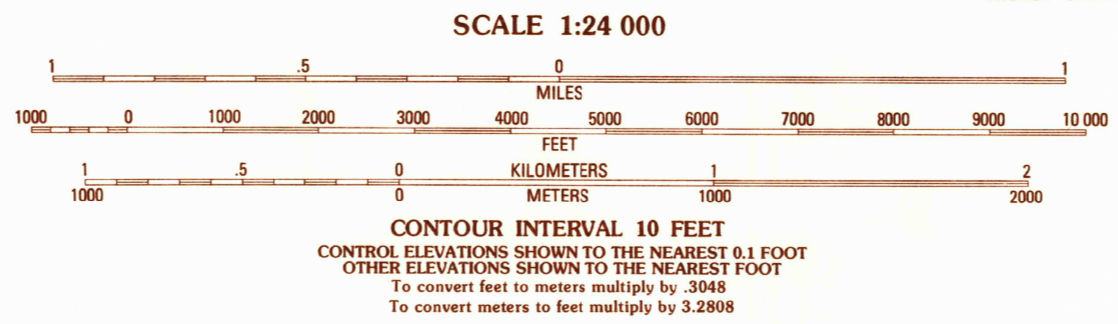 SCALE 1:24 000
1 .5 0 1
MILES
1000 0 1000 2000 3000 4000 5000 6000 7000 8000 9000 10 000
FEET
1 .5 0 KILOMETERS 1 2
1000 0 METERS 1000 2000
CONTOUR INTERVAL 10 FEET
CONTROL ELEVATIONS SHOWN TO THE NEAREST 0.1 FOOT
OTHER ELEVATIONS SHOWN TO THE NEAREST FOOT
To convert feet to meters multiply by .3048
To convert meters to feet multiply by 3.2808